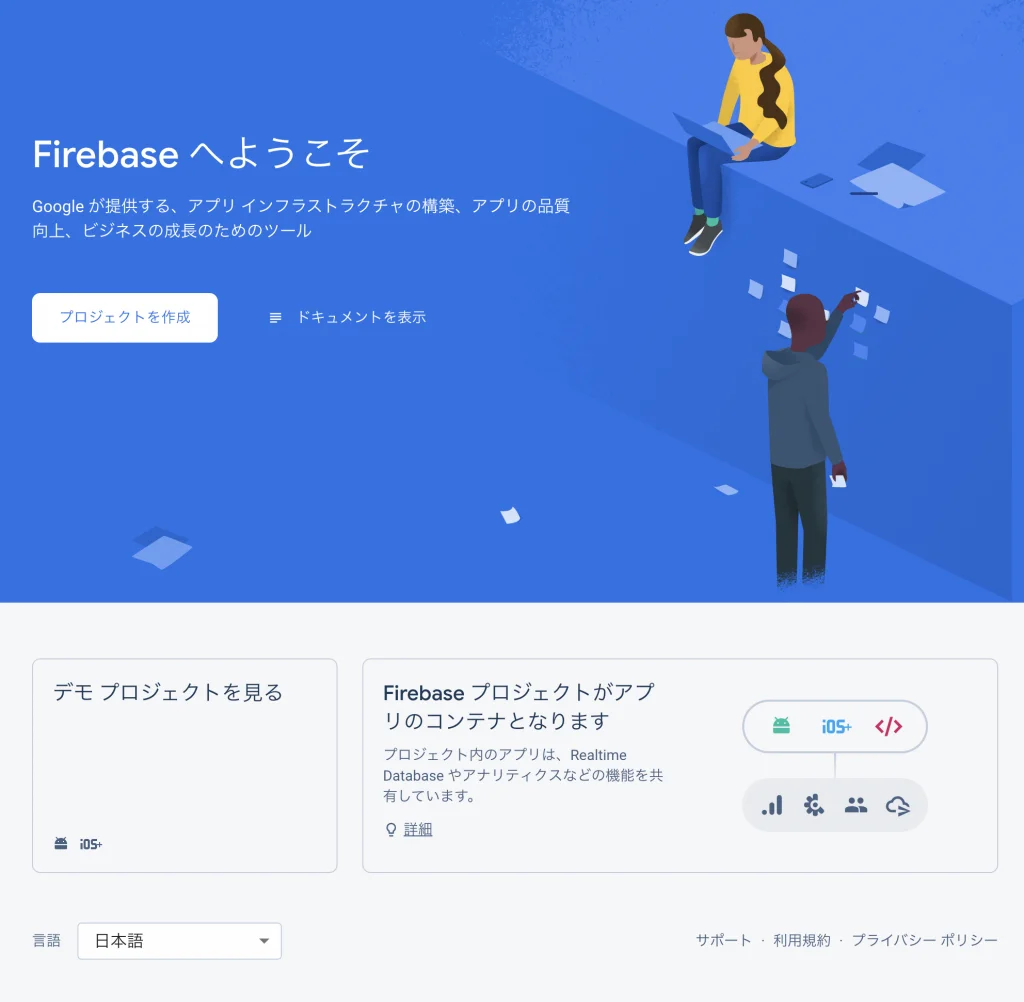 Firebase へようこそ
Google が提供する、アプリ インフラストラクチャの構築、アプリの品質
向上、ビジネスの成長のためのツール
プロジェクトを作成
ドキュメントを表示
デモ プロジェクトを見る
iOS+
Firebase プロジェクトがアプ
リのコンテナとなります
プロジェクト内のアプリは、Realtime
Database やアナリティクスなどの機能を共
有しています。
詳細
iOS+
</>
言語
日本語
サポート · 利用規約 · プライバシー ポリシー